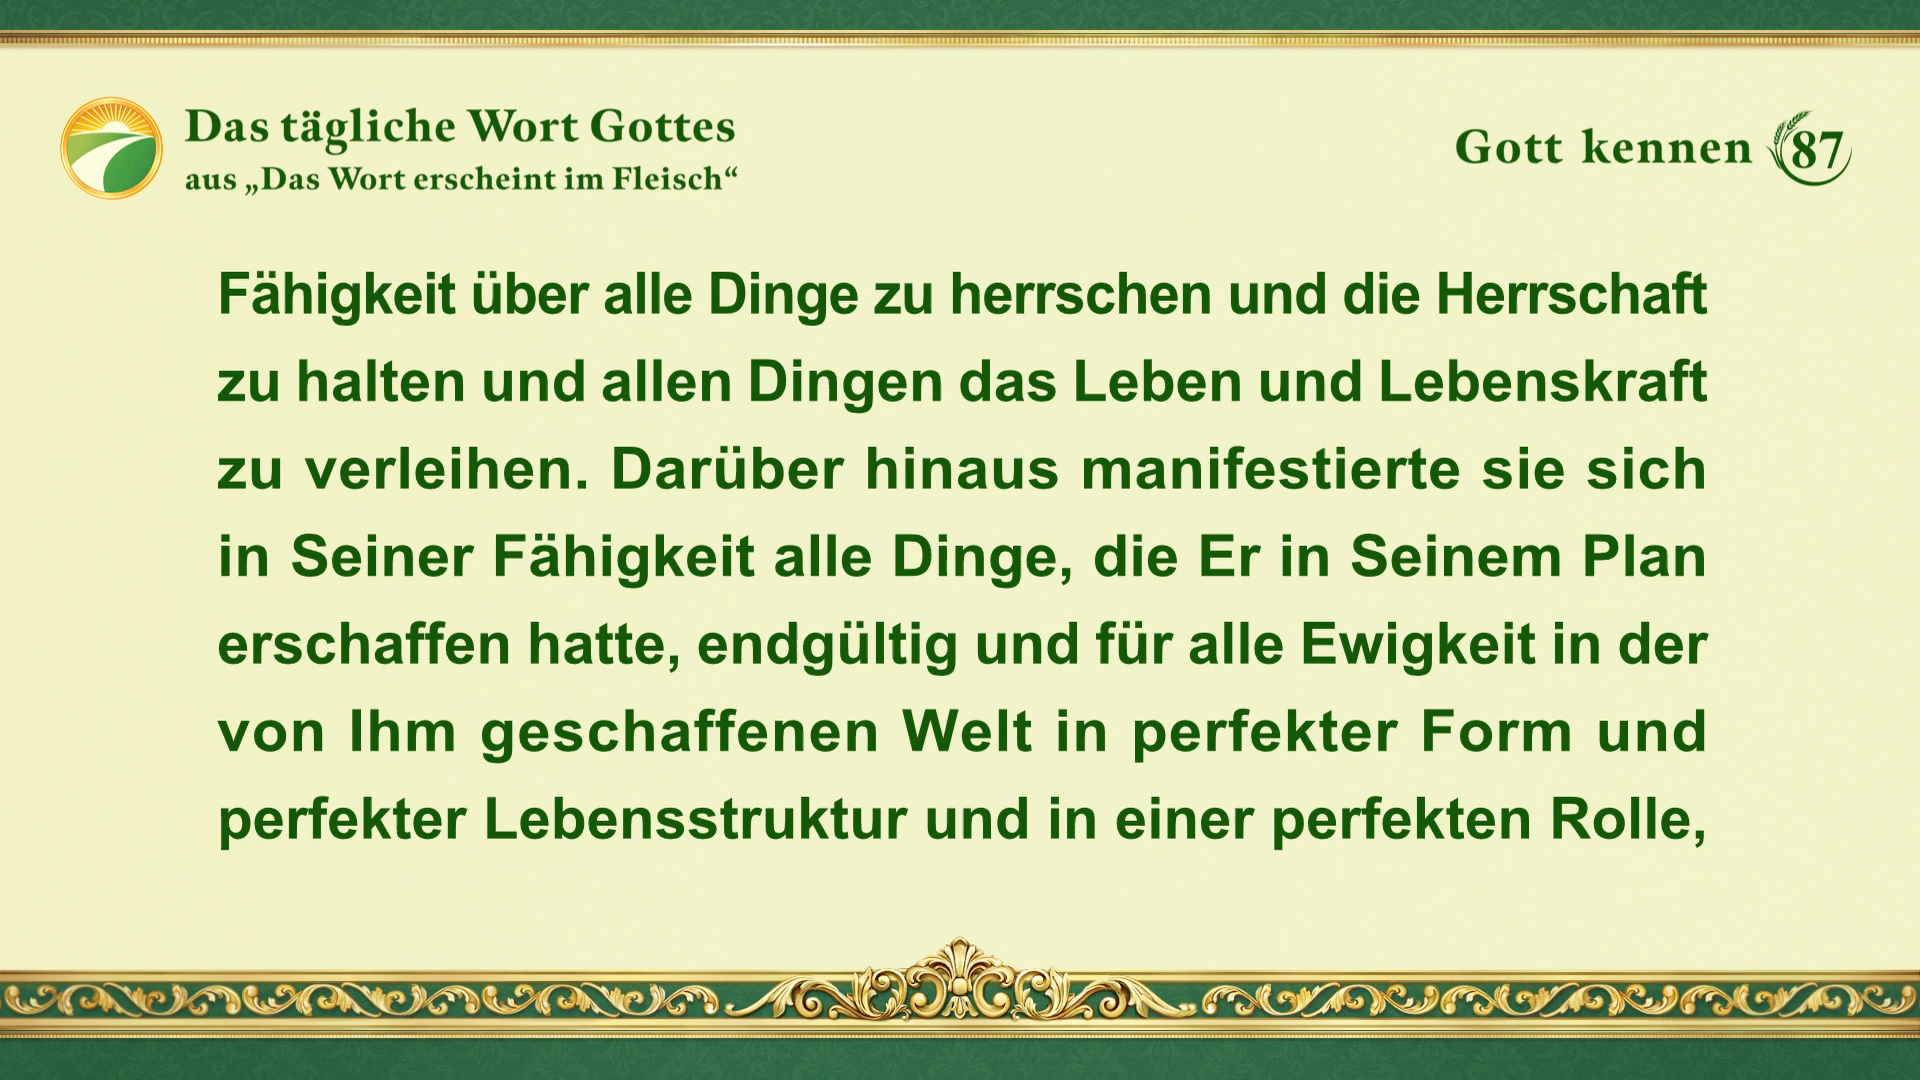 Das tägliche Wort Gottes
aus „Das Wort erscheint im Fleisch“
Gott kennen 87
Fähigkeit über alle Dinge zu herrschen und die Herrschaft
zu halten und allen Dingen das Leben und Lebenskraft
zu verleihen. Darüber hinaus manifestierte sie sich
in Seiner Fähigkeit alle Dinge, die Er in Seinem Plan
erschaffen hatte, endgültig und für alle Ewigkeit in der
von Ihm geschaffenen Welt in perfekter Form und
perfekter Lebensstruktur und in einer perfekten Rolle,